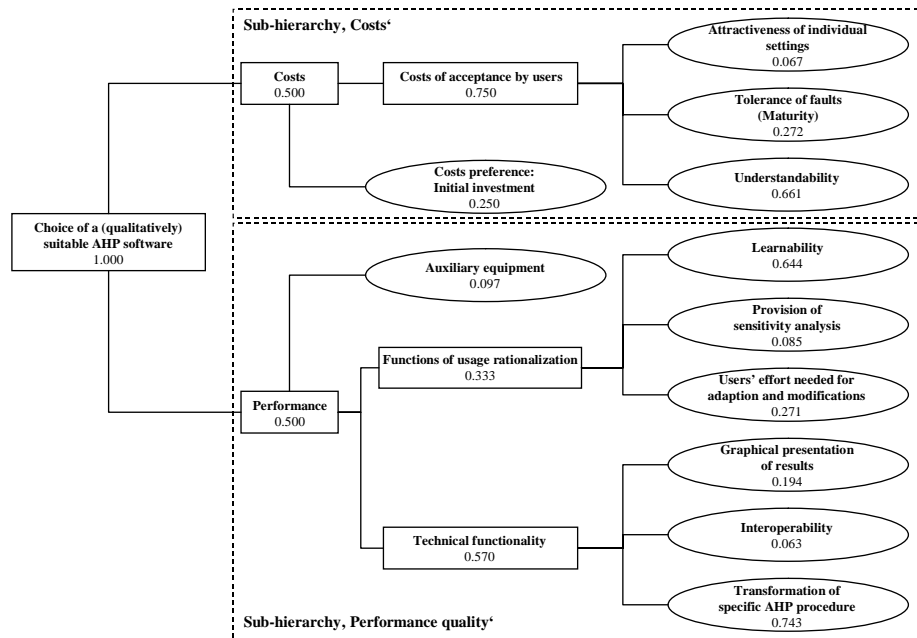 Sub-hierarchy, Costs‘
Costs
0.500
Costs of acceptance by users
0.750
Attractiveness of individual
settings
0.067
Tolerance of faults
(Maturity)
0.272
Understandability
0.661
Costs preference:
Initial investment
0.250
Choice of a (qualitatively)
suitable AHP software
1.000
Auxiliary equipment
0.097
Learnability
0.644
Provision of
sensitivity analysis
0.085
Functions of usage rationalization
0.333
Users’ effort needed for
adaption and modifications
0.271
Performance
0.500
Graphical presentation
of results
0.194
Technical functionality
0.570
Interoperability
0.063
Transformation of
specific AHP procedure
0.743
Sub-hierarchy, Performance quality‘